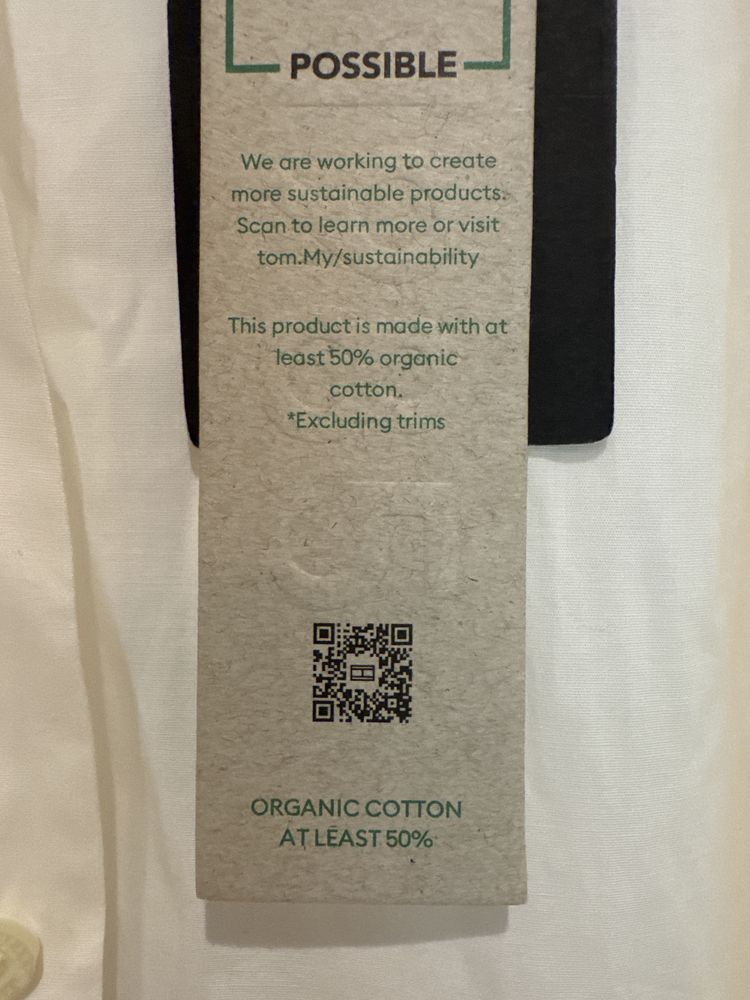 POSSIBLE
We are working to create
more sustainable products.
Scan to learn more or visit
tom.My/sustainability
This product is made with at
least 50% organic
cotton.
*Excluding trims
ORGANIC COTTON
AT LEAST 50%